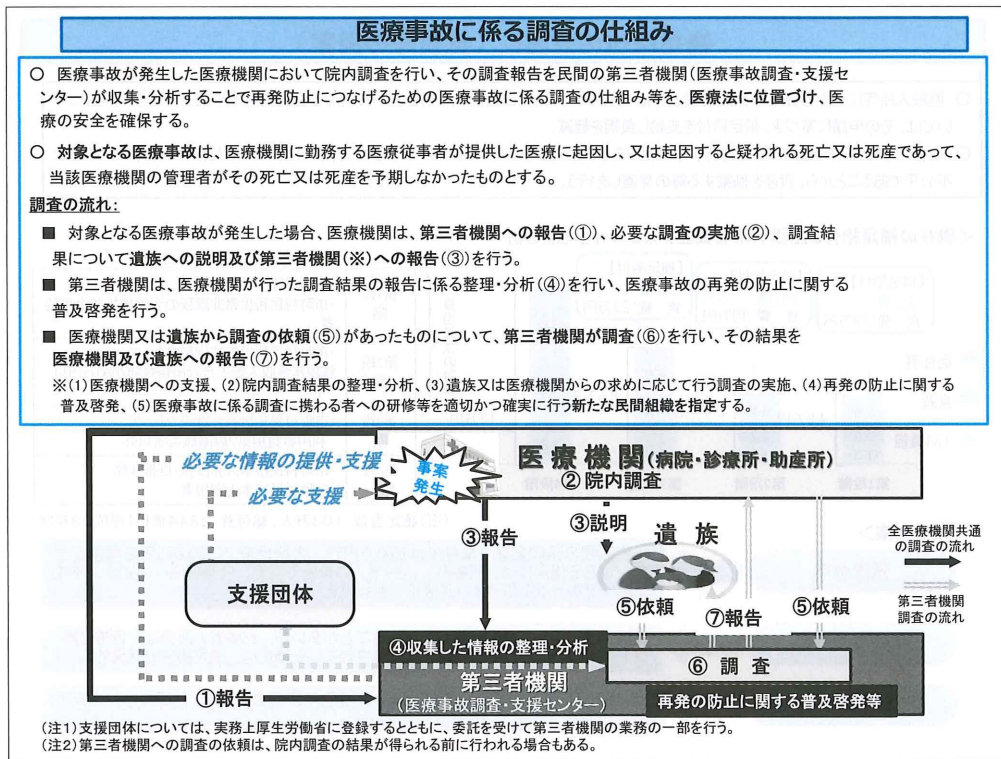 医療事故に係る調査の仕組み
○ 医療事故が発生した医療機関において院内調査を行い、その調査報告を民間の第三者機関(医療事故調査・支援セ
ンター)が収集・分析することで再発防止につなげるための医療事故に係る調査の仕組み等を、医療法に位置づけ、医
療の安全を確保する。
○ 対象となる医療事故は、医療機関に勤務する医療従事者が提供した医療に起因し、又は起因すると疑われる死亡又は死産であって、
当該医療機関の管理者がその死亡又は死産を予期しなかったものとする。
調査の流れ:
■ 対象となる医療事故が発生した場合、医療機関は、第三者機関への報告(①)、必要な調査の実施(②)、調査結
果について遺族への説明及び第三者機関(※)への報告(③)を行う。
■ 第三者機関は、医療機関が行った調査結果の報告に係る整理・分析(④)を行い、医療事故の再発の防止に関する
普及啓発を行う。
■ 医療機関又は遺族から調査の依頼(⑤)があったものについて、第三者機関が調査(⑥)を行い、その結果を
医療機関及び遺族への報告(⑦)を行う。
※(1)医療機関への支援、(2)院内調査結果の整理・分析、(3)遺族又は医療機関からの求めに応じて行う調査の実施、(4)再発の防止に関する
普及啓発、(5)医療事故に係る調査に携わる者への研修等を適切かつ確実に行う新たな民間組織を指定する。
必要な情報の提供・支援
必要な支援
事案
発生
医療機関(病院・診療所・助産所)
②院内調査
③報告
③説明
遺族
全医療機関共通
の調査の流れ
第三者機関
調査の流れ
支援団体
⑤依頼
⑦報告
⑤依頼
④収集した情報の整理・分析
⑥ 調 査
第三者機関
(医療事故調査・支援センター)
再発の防止に関する普及啓発等
①報告
(注1)支援団体については、実務上厚生労働省に登録するとともに、委託を受けて第三者機関の業務の一部を行う。
(注2)第三者機関への調査の依頼は、院内調査の結果が得られる前に行われる場合もある。